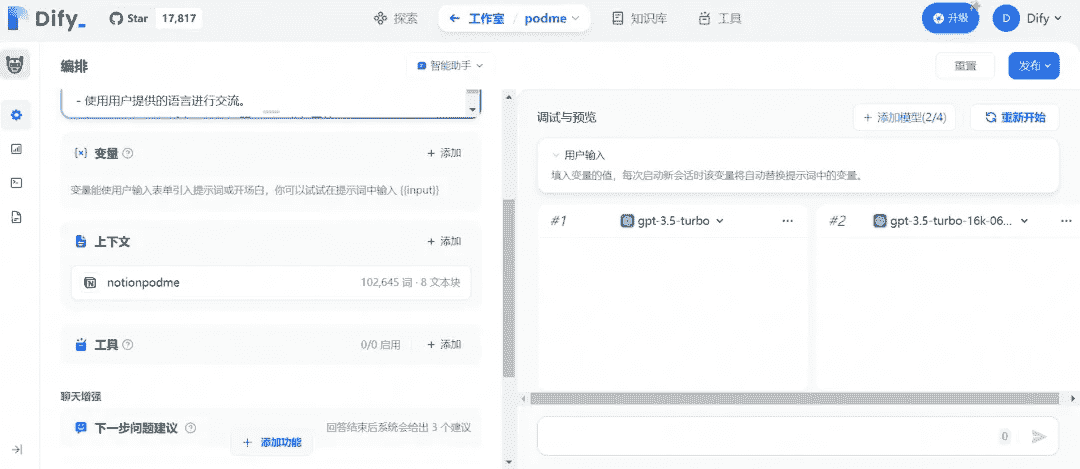 Dify_
Star 17,817
探索
工作室 / podme
知识库
工具
升级
D Dify
编排
智能助手
重置
发布
- 使用用户提供的语言进行交流。
变量
+ 添加
变量能使用户输入表单引入提示词或开场白，你可以试试在提示词中输入 {{input}}
上下文
+ 添加
notionpodme
102,645 词 · 8 文本块
工具
0/0 启用
+ 添加
聊天增强
下一步问题建议
回答结束后系统会给出 3 个建议
+ 添加功能
调试与预览
+ 添加模型(2/4)
重新开始
用户输入
填入变量的值，每次启动新会话时该变量将自动替换提示词中的变量。
#1 gpt-3.5-turbo
#2 gpt-3.5-turbo-16k-06...
0